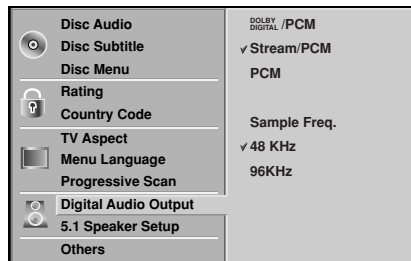 Disc Audio
Disc Subtitle
Disc Menu
Rating
Country Code
TV Aspect
Menu Language
Progressive Scan
Digital Audio Output
5.1 Speaker Setup
Others
DOLBY DIGITAL /PCM
Stream/PCM
PCM
Sample Freq.
48 KHz
96KHz